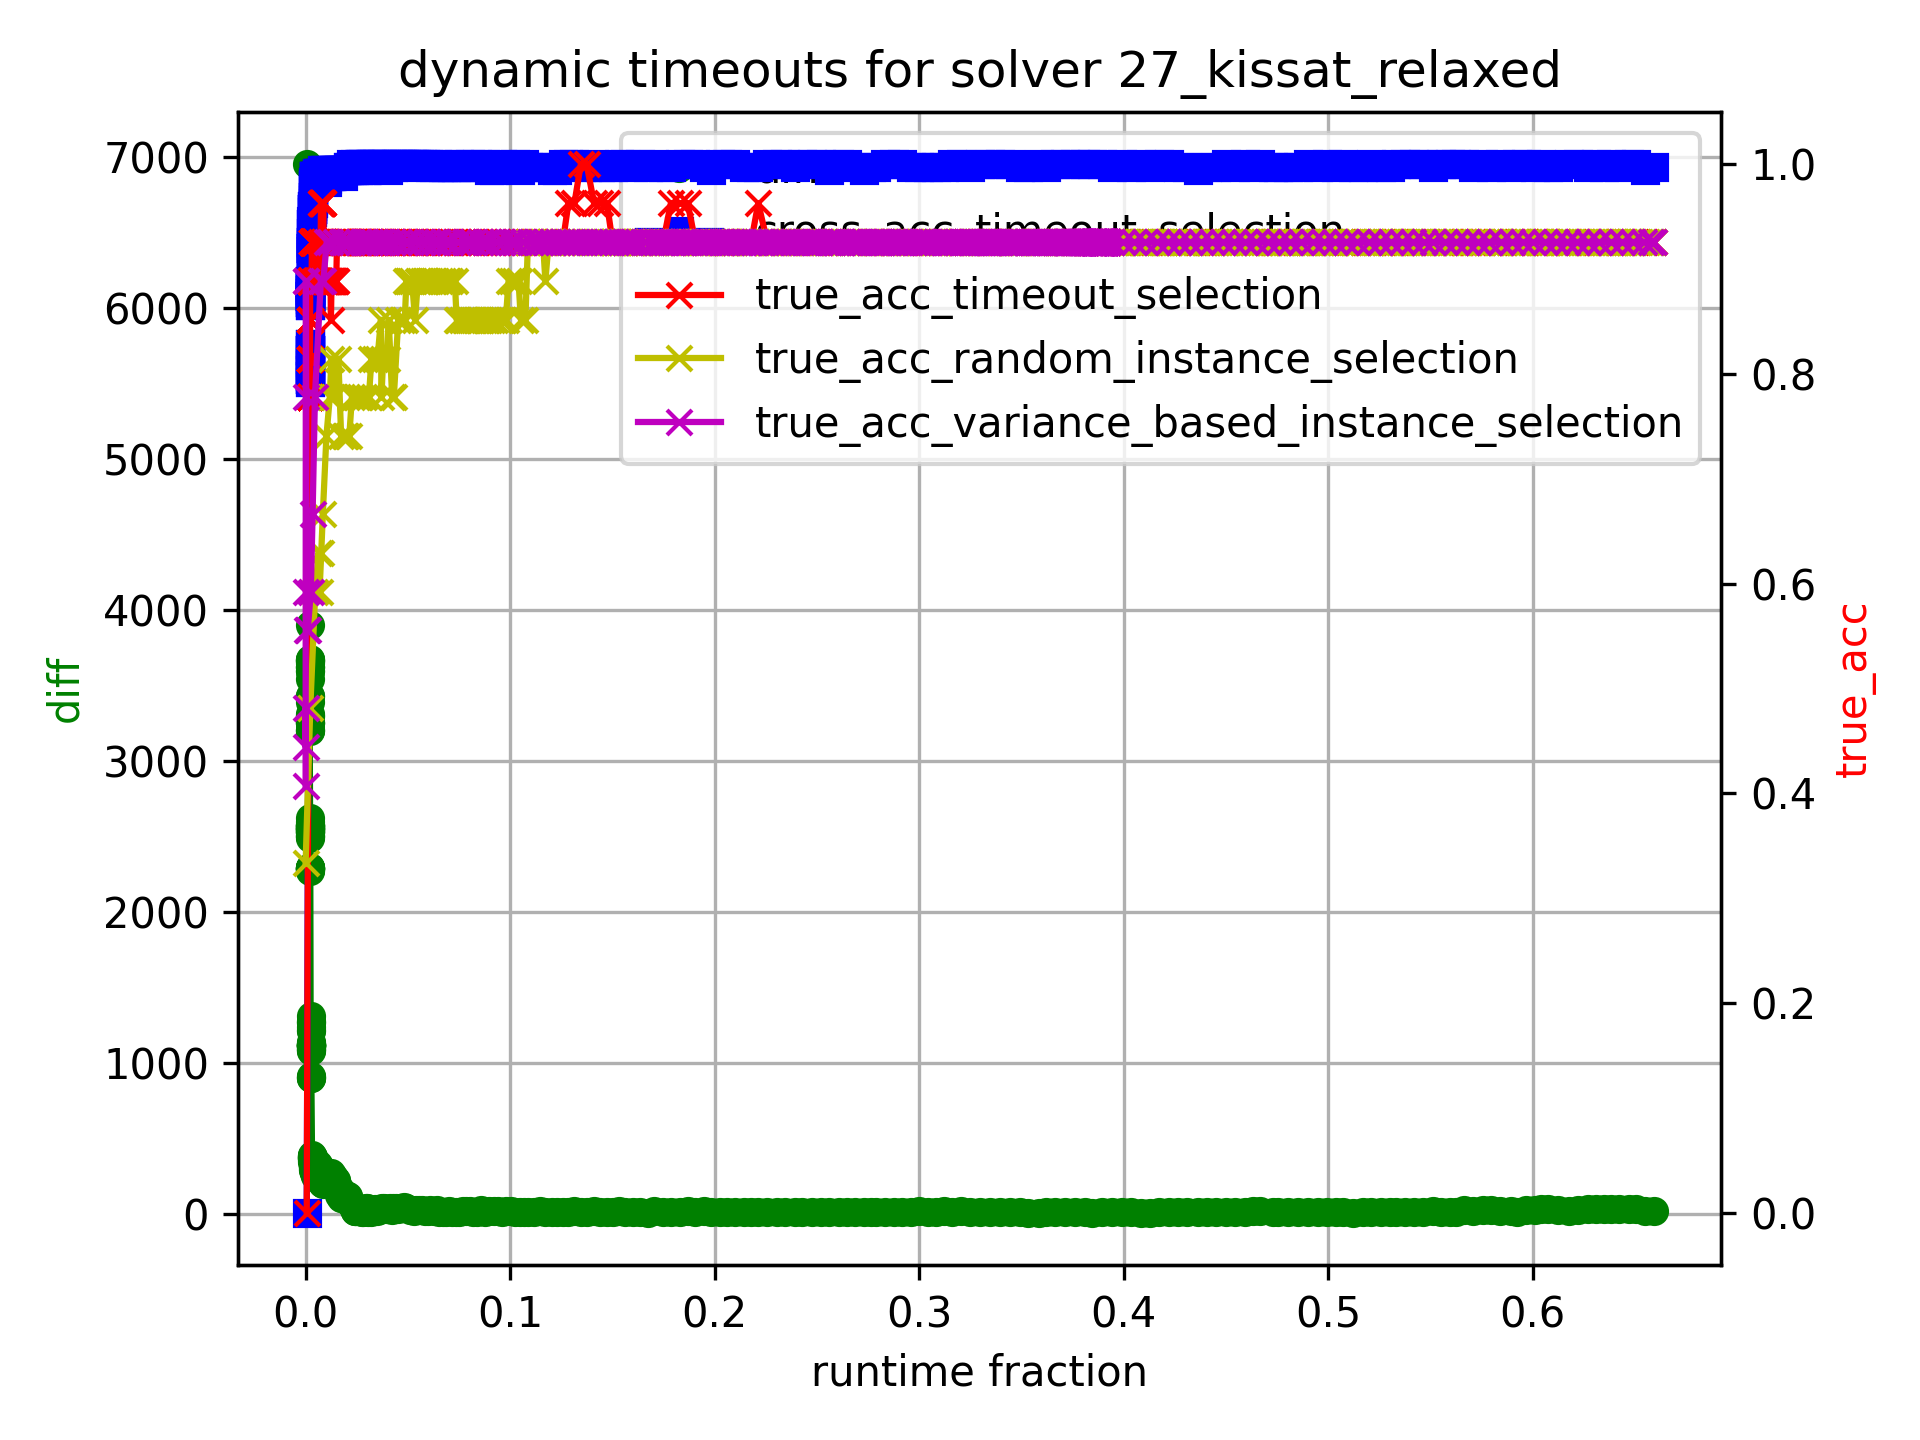 dynamic timeouts for solver 27_kissat_relaxed
7000
6000
5000
4000
3000
2000
1000
0
diff
1.0
0.8
0.6
0.4
0.2
0.0
true_acc
cross_acc_timeout_selection
true_acc_timeout_selection
true_acc_random_instance_selection
true_acc_variance_based_instance_selection
0.0 0.1 0.2 0.3 0.4 0.5 0.6
runtime fraction